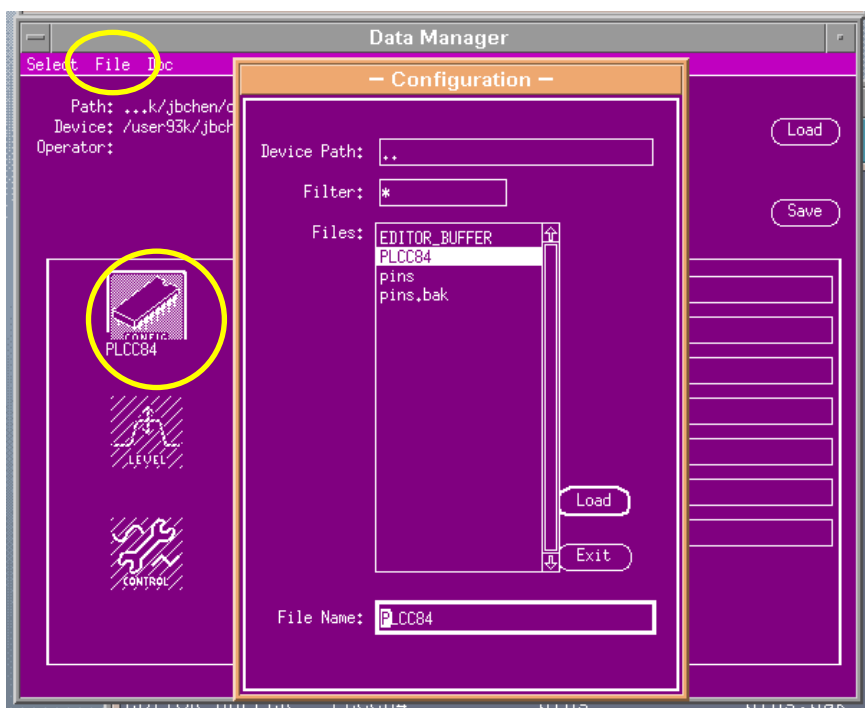 Data Manager
Select File Doc
— Configuration —
Path: ...k/jbchen/
Device: /user93k/jbch
Operator:
Load
Save
Device Path: ..
Filter: *
Files:
EDITOR_BUFFER
PLCC84
pins
pins.bak
CONFIG
PLCC84
LEVEL
CONTROL
Load
Exit
File Name: PLCC84